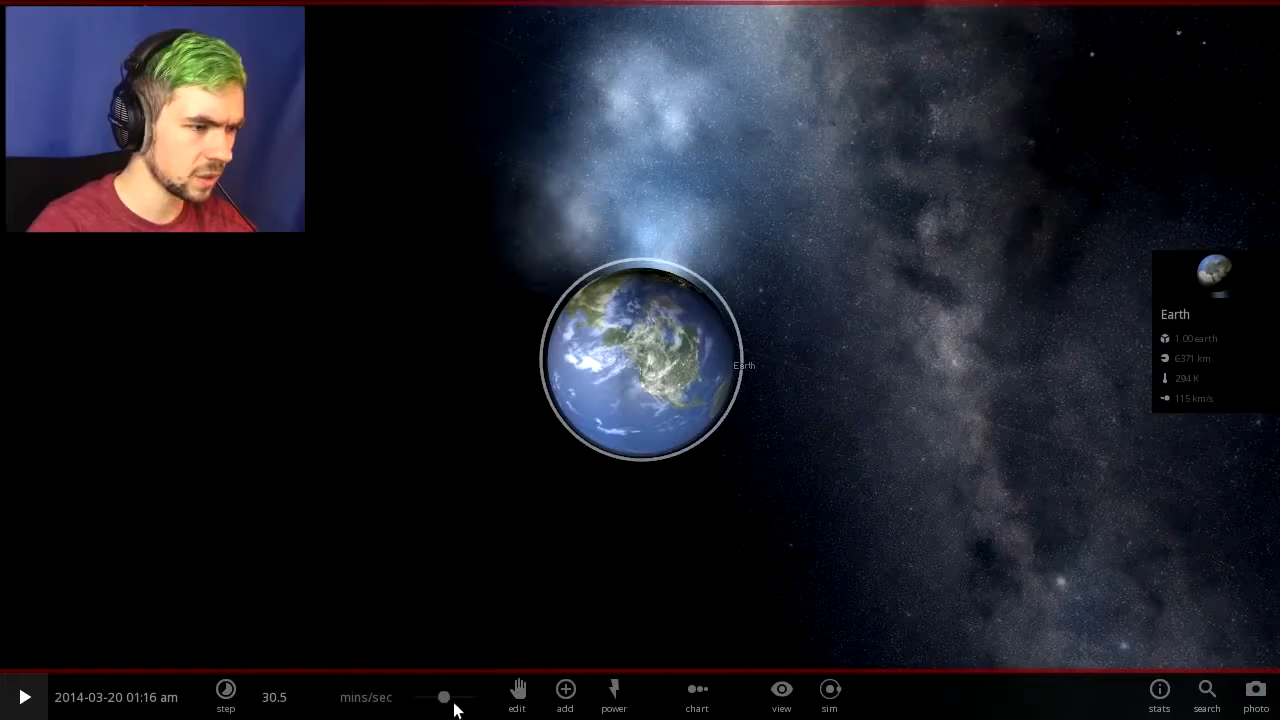 Earth
Earth
1.00 earth
6371 km
294 K
115 km/s
2014-03-20 01:16 am
step
30.5
mins/sec
edit
add
power
chart
view
sim
stats
search
photo